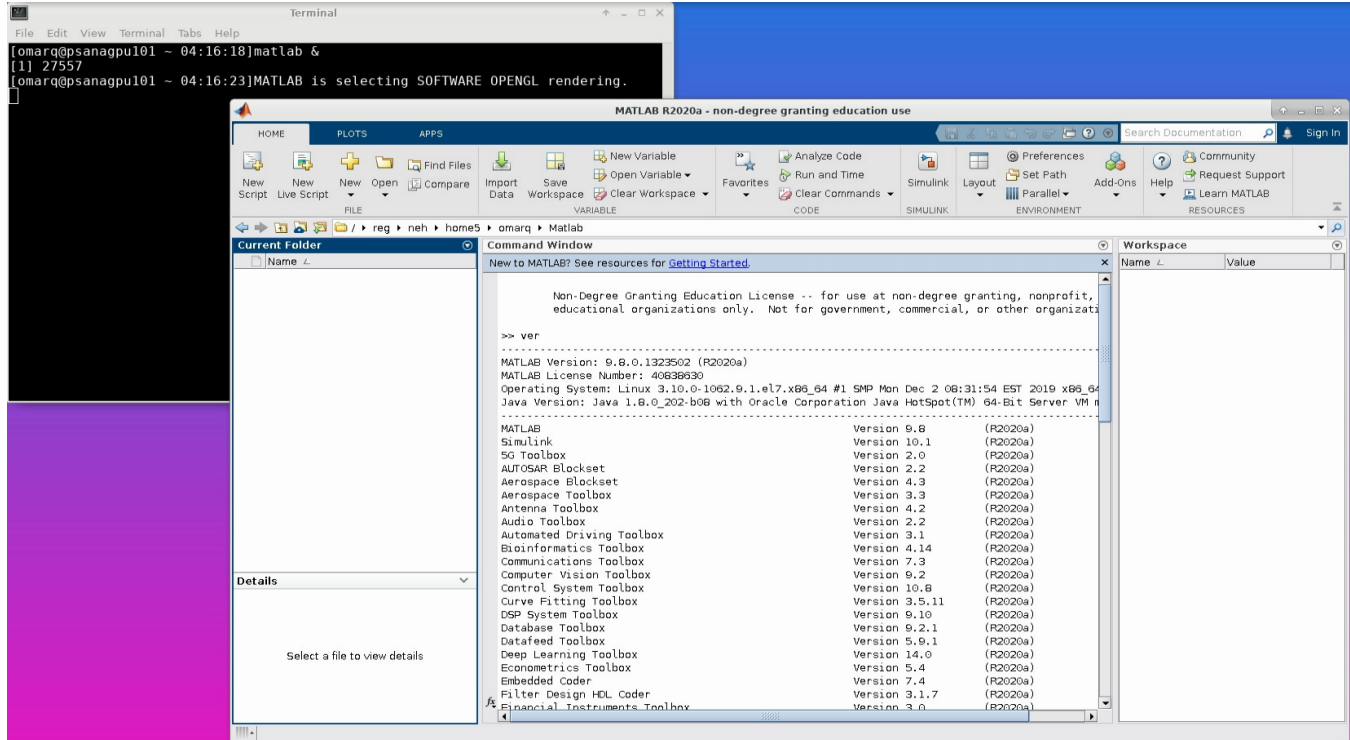 Terminal
File Edit View Terminal Tabs Help
[omarq@psanagpu101 ~ 04:16:18]matlab &
[1] 27557
[omarq@psanagpu101 ~ 04:16:23]MATLAB is selecting SOFTWARE OPENGL rendering.
MATLAB R2020a - non-degree granting education use
HOME PLOTS APPS
Search Documentation Sign In
New Script
New Live Script
New
Open
Find Files
Compare
FILE
Import Data
Save Workspace
New Variable
Open Variable
Clear Workspace
VARIABLE
Favorites
Analyze Code
Run and Time
Clear Commands
CODE
Simulink
SIMULINK
Layout
Preferences
Set Path
Parallel
Add-Ons
ENVIRONMENT
Help
Community
Request Support
Learn MATLAB
RESOURCES
/ reg neh home5 omarq Matlab
Current Folder
Name
Details
Select a file to view details
Command Window
New to MATLAB? See resources for Getting Started.
Non-Degree Granting Education License -- for use at non-degree granting, nonprofit,
educational organizations only. Not for government, commercial, or other organizati
>> ver
MATLAB Version: 9.8.0.1323502 (R2020a)
MATLAB License Number: 40838630
Operating System: Linux 3.10.0-1062.9.1.el7.x86_64 #1 SMP Mon Dec 2 08:31:54 EST 2019 x86_64
Java Version: Java 1.8.0_202-b08 with Oracle Corporation Java HotSpot(TM) 64-Bit Server VM m
MATLAB Version 9.8 (R2020a)
Simulink Version 10.1 (R2020a)
5G Toolbox Version 2.0 (R2020a)
AUTOSAR Blockset Version 2.2 (R2020a)
Aerospace Blockset Version 4.3 (R2020a)
Aerospace Toolbox Version 3.3 (R2020a)
Antenna Toolbox Version 4.2 (R2020a)
Audio Toolbox Version 2.2 (R2020a)
Automated Driving Toolbox Version 3.1 (R2020a)
Bioinformatics Toolbox Version 4.14 (R2020a)
Communications Toolbox Version 7.3 (R2020a)
Computer Vision Toolbox Version 9.2 (R2020a)
Control System Toolbox Version 10.8 (R2020a)
Curve Fitting Toolbox Version 3.5.11 (R2020a)
DSP System Toolbox Version 9.10 (R2020a)
Database Toolbox Version 9.2.1 (R2020a)
Datafeed Toolbox Version 5.9.1 (R2020a)
Deep Learning Toolbox Version 14.0 (R2020a)
Econometrics Toolbox Version 5.4 (R2020a)
Embedded Coder Version 7.4 (R2020a)
Filter Design HDL Coder Version 3.1.7 (R2020a)
Financial Instruments Toolbox Version 3.0 (R2020a)
fx
Workspace
Name Value